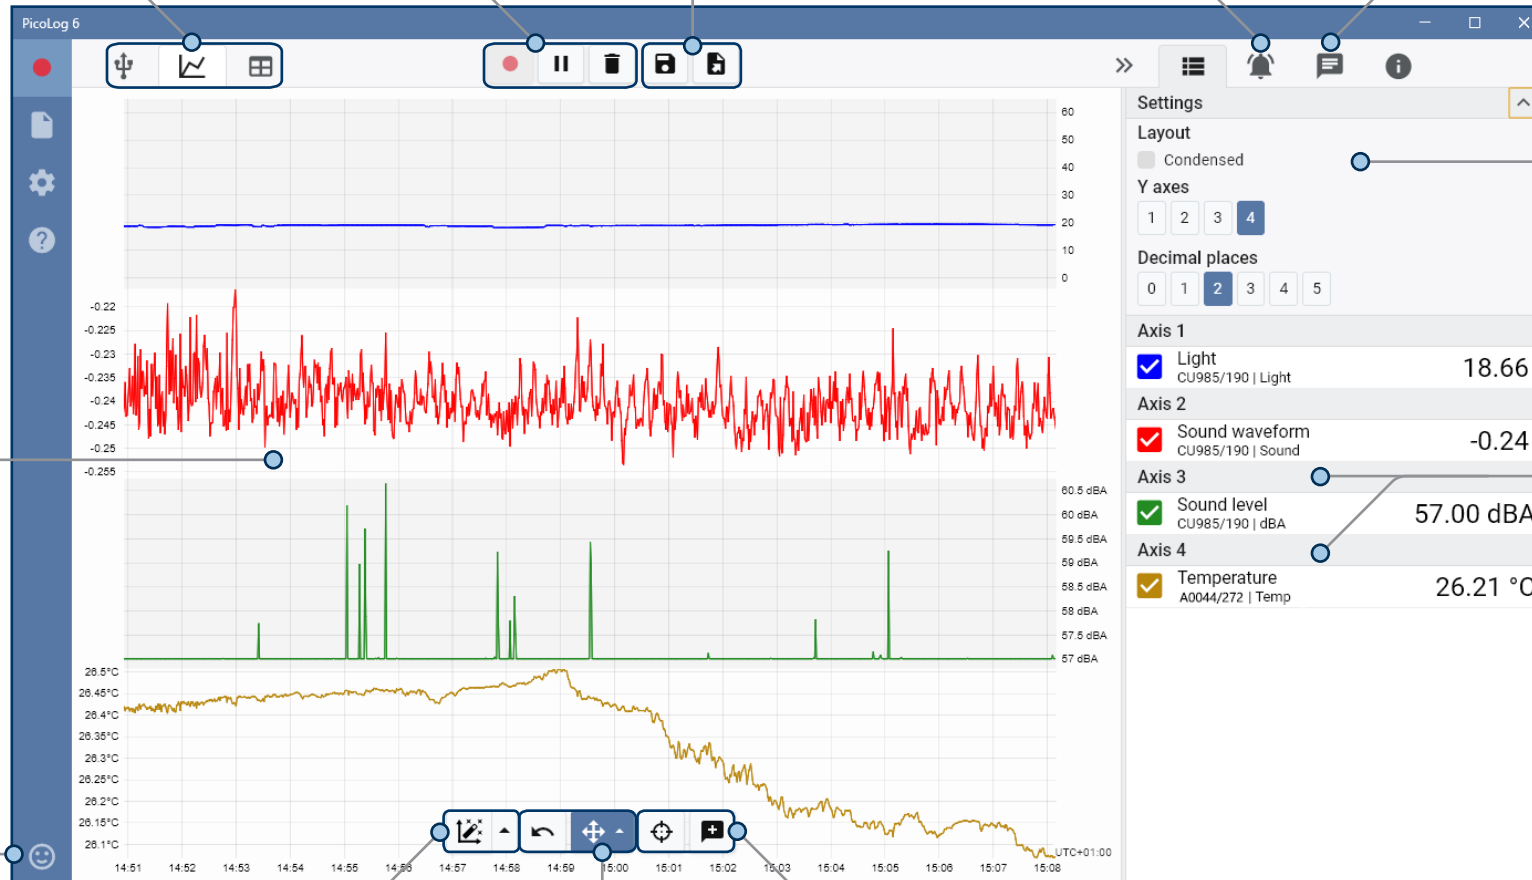 PicoLog 6
Settings
Layout
Condensed
Y axes
1 2 3 4
Decimal places
0 1 2 3 4 5
Axis 1
Light 18.66
CU985/190 | Light
Axis 2
Sound waveform -0.24
CU985/190 | Sound
Axis 3
Sound level 57.00 dBA
CU985/190 | dBA
Axis 4
Temperature 26.21 °C
A0044/272 | Temp
60
50
40
30
20
10
0
-0.22
-0.225
-0.23
-0.235
-0.24
-0.245
-0.25
-0.255
60.5 dBA
60 dBA
59.5 dBA
59 dBA
58.5 dBA
58 dBA
57.5 dBA
57 dBA
26.5°C
26.45°C
26.4°C
26.35°C
26.3°C
26.25°C
26.2°C
26.15°C
26.1°C
UTC+01:00
14:51 14:52 14:53 14:54 14:55 14:56 14:57 14:58 14:59 15:00 15:01 15:02 15:03 15:04 15:05 15:06 15:07 15:08